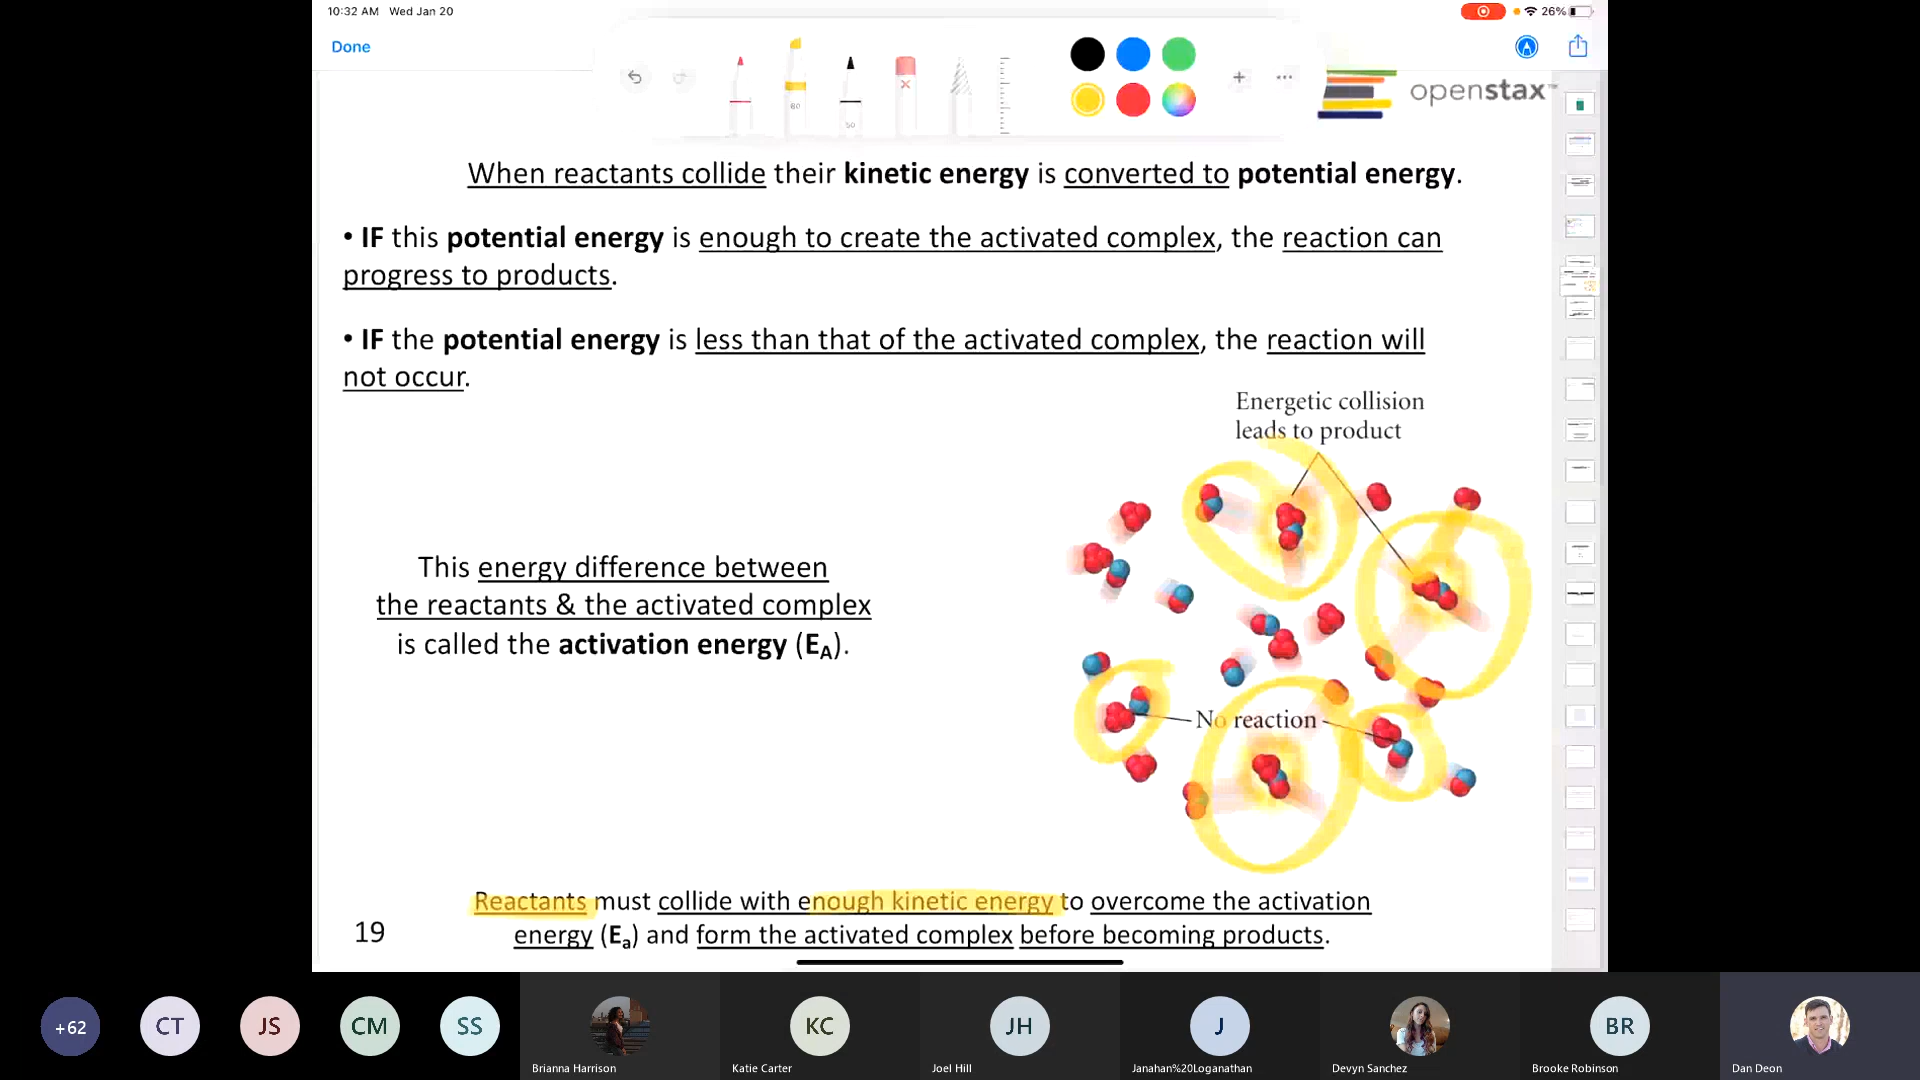 10:32 AM Wed Jan 20
26%
Done
80
50
openstax™
When reactants collide their kinetic energy is converted to potential energy.
• IF this potential energy is enough to create the activated complex, the reaction can
progress to products.
• IF the potential energy is less than that of the activated complex, the reaction will
not occur.
Energetic collision
leads to product
This energy difference between
the reactants & the activated complex
is called the activation energy (EA).
No reaction
Reactants must collide with enough kinetic energy to overcome the activation
energy (Ea) and form the activated complex before becoming products.
19
+62 CT JS CM SS KC JH J BR
Brianna Harrison Katie Carter Joel Hill Janahan%20Loganathan Devyn Sanchez Brooke Robinson Dan Deon